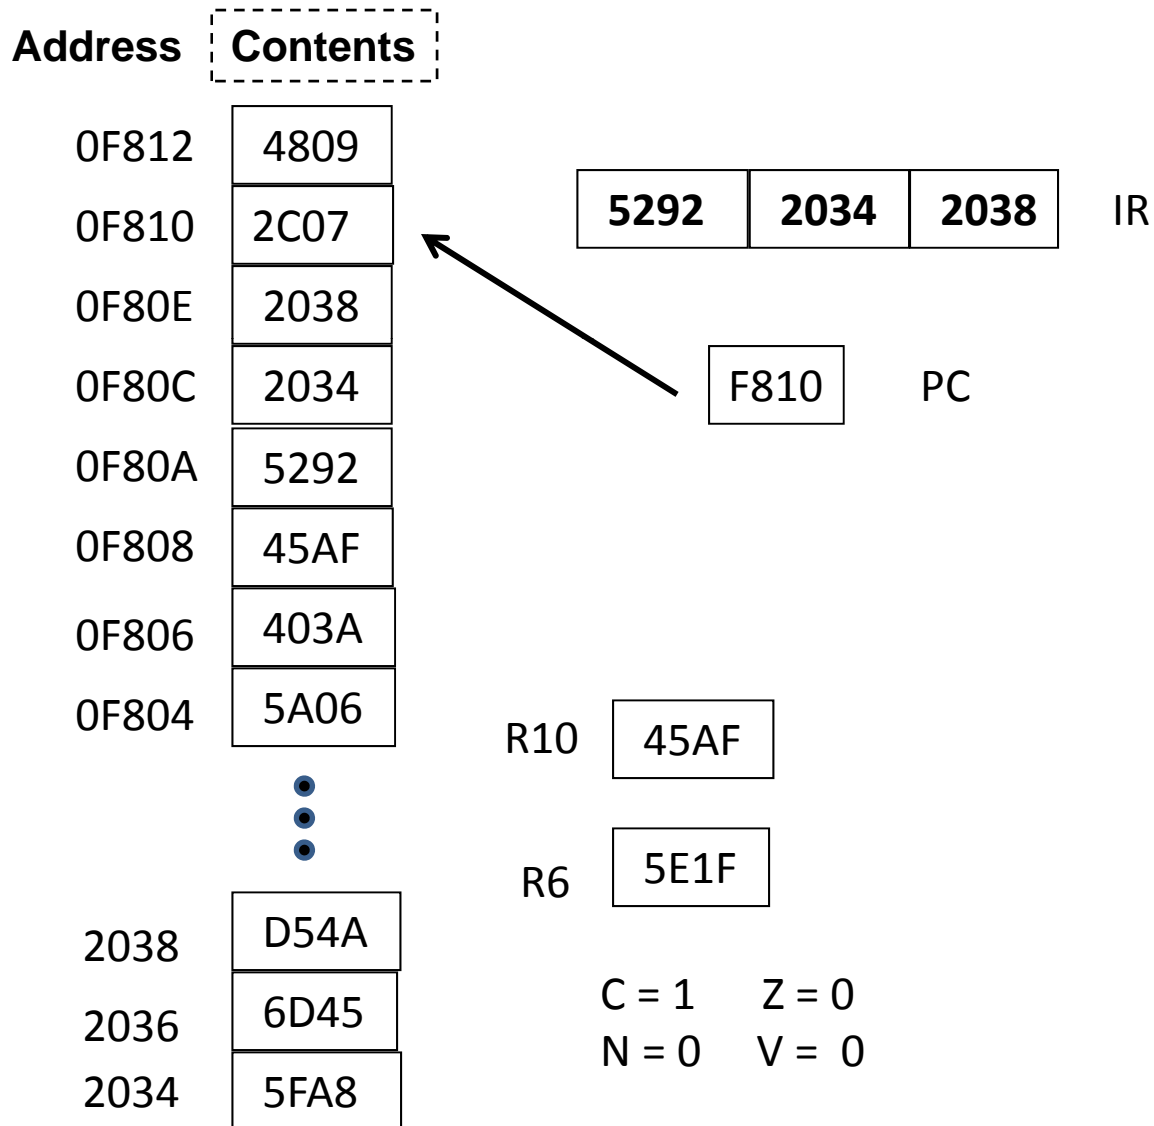 Address Contents
0F812 4809
0F810 2C07
5292 2034 2038 IR
0F80E 2038
0F80C 2034
F810 PC
0F80A 5292
0F808 45AF
0F806 403A
0F804 5A06
R10 45AF
R6 5E1F
2038 D54A
2036 6D45
2034 5FA8
C = 1 Z = 0
N = 0 V = 0